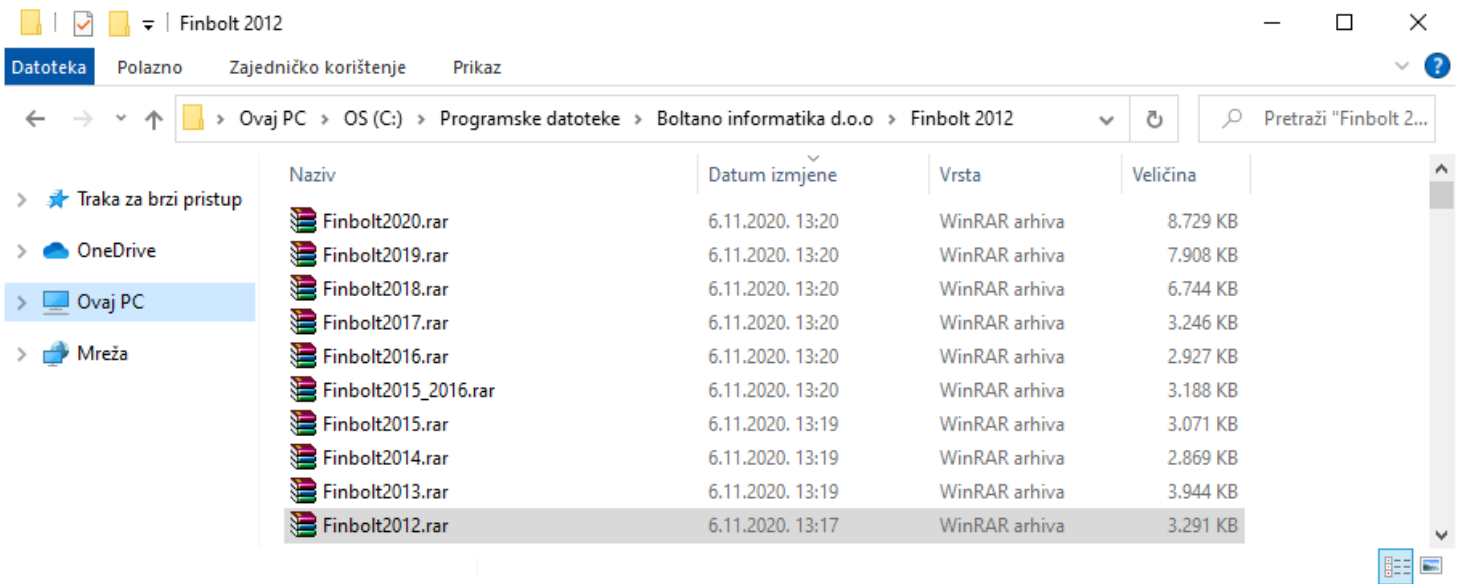 Finbolt 2012
Datoteka Polazno Zajedničko korištenje Prikaz
Ovaj PC > OS (C:) > Programske datoteke > Boltano informatika d.o.o > Finbolt 2012 Pretraži "Finbolt 2...
Traka za brzi pristup
OneDrive
Ovaj PC
Mreža
Naziv Datum izmjene Vrsta Veličina
Finbolt2020.rar 6.11.2020. 13:20 WinRAR arhiva 8.729 KB
Finbolt2019.rar 6.11.2020. 13:20 WinRAR arhiva 7.908 KB
Finbolt2018.rar 6.11.2020. 13:20 WinRAR arhiva 6.744 KB
Finbolt2017.rar 6.11.2020. 13:20 WinRAR arhiva 3.246 KB
Finbolt2016.rar 6.11.2020. 13:20 WinRAR arhiva 2.927 KB
Finbolt2015_2016.rar 6.11.2020. 13:20 WinRAR arhiva 3.188 KB
Finbolt2015.rar 6.11.2020. 13:19 WinRAR arhiva 3.071 KB
Finbolt2014.rar 6.11.2020. 13:19 WinRAR arhiva 2.869 KB
Finbolt2013.rar 6.11.2020. 13:19 WinRAR arhiva 3.944 KB
Finbolt2012.rar 6.11.2020. 13:17 WinRAR arhiva 3.291 KB